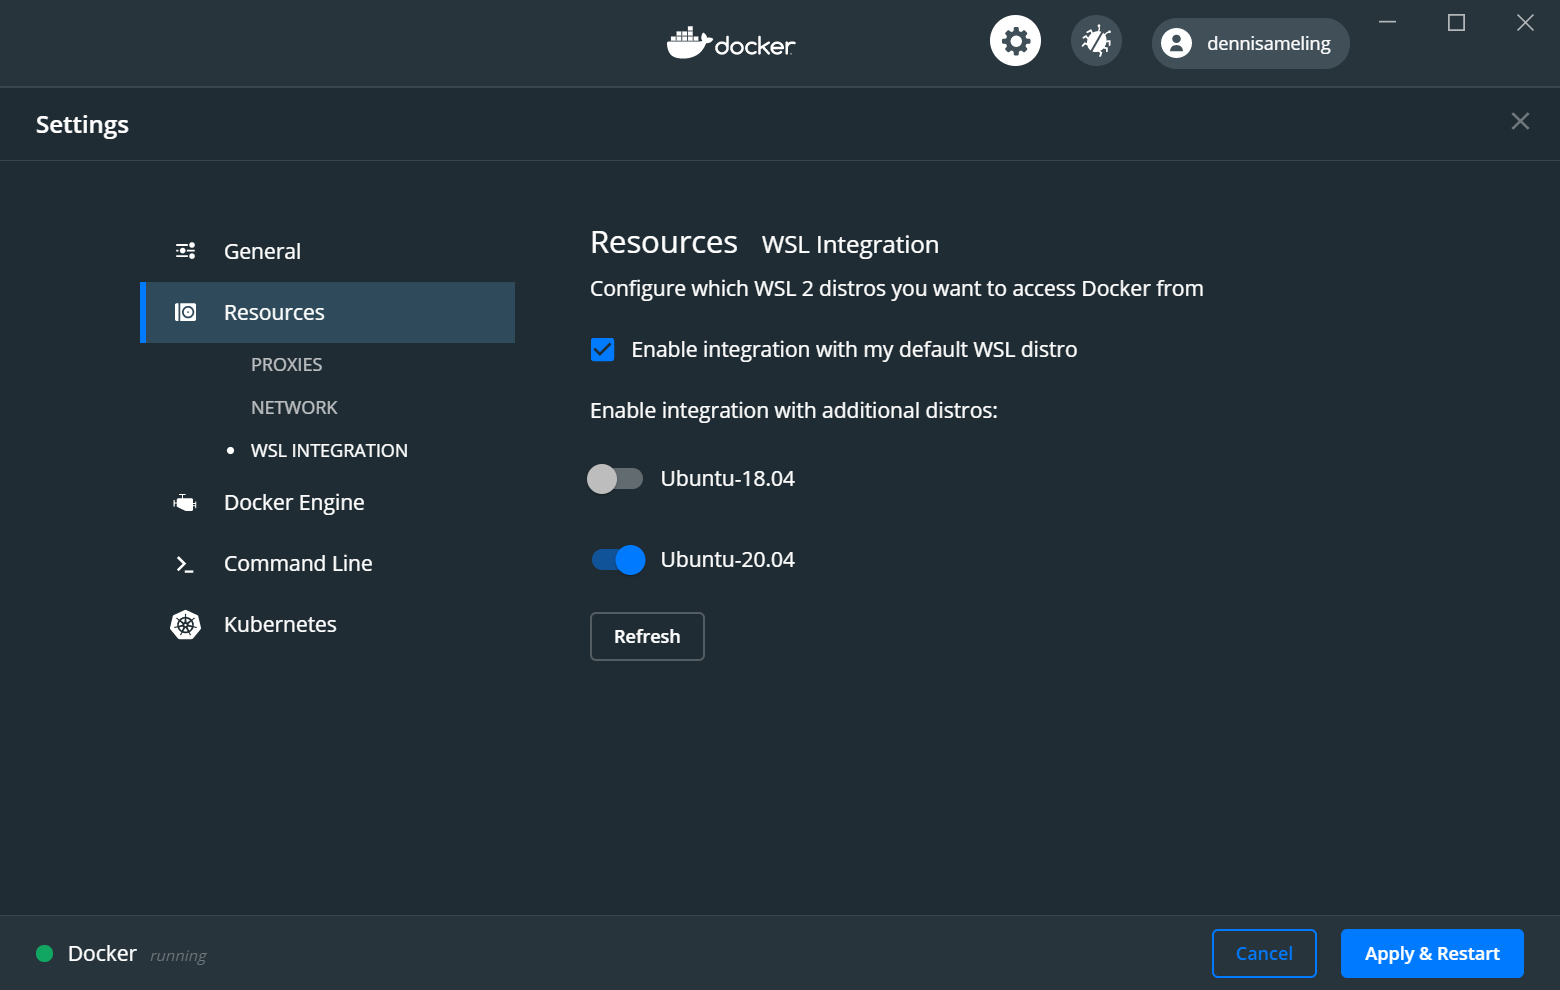 docker
dennisameling
Settings
General
Resources
PROXIES
NETWORK
WSL INTEGRATION
Docker Engine
Command Line
Kubernetes
Resources WSL Integration
Configure which WSL 2 distros you want to access Docker from
Enable integration with my default WSL distro
Enable integration with additional distros:
Ubuntu-18.04
Ubuntu-20.04
Refresh
Docker running
Cancel
Apply & Restart